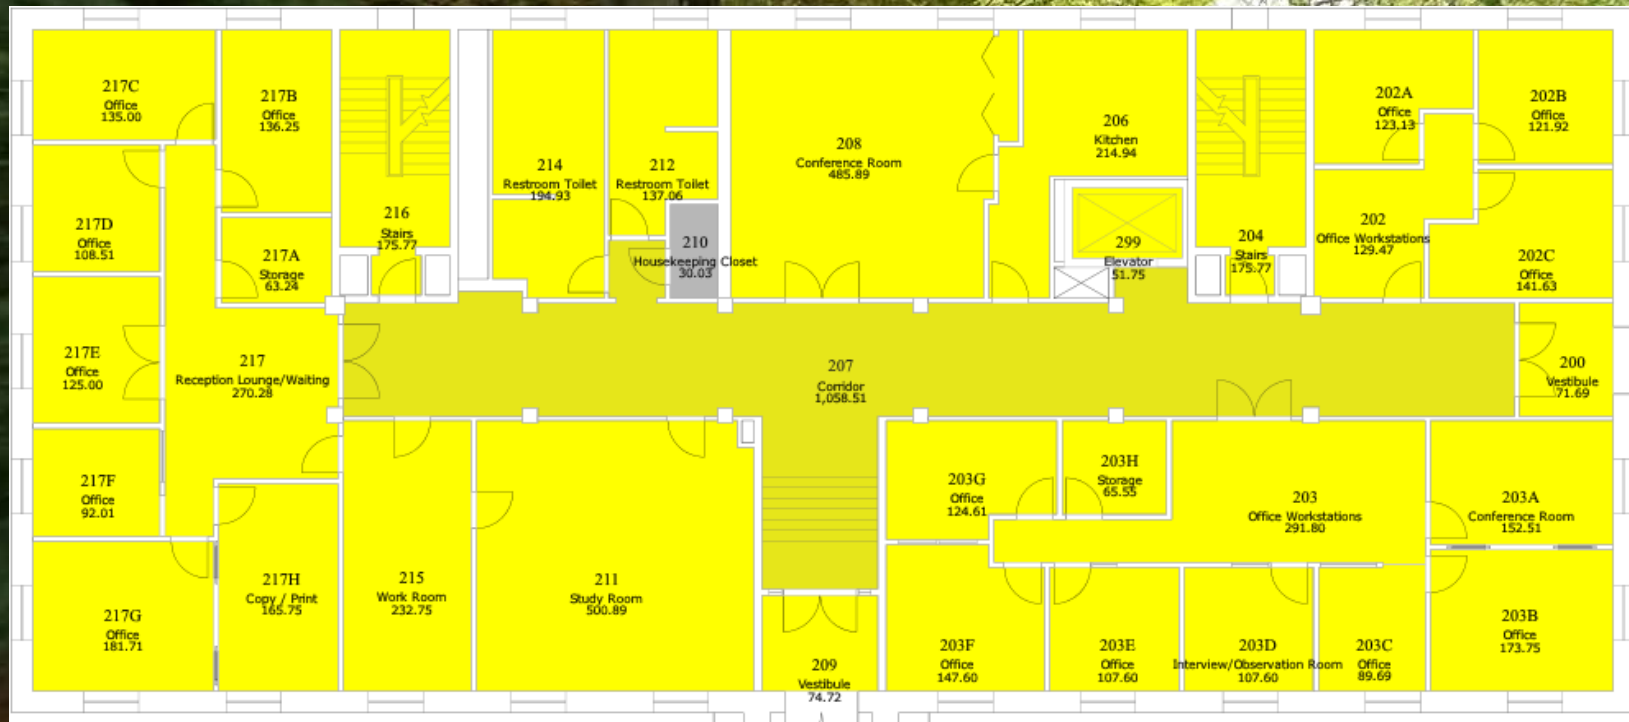 217C
Office
135.00
217B
Office
136.25
214
Restroom Toilet
194.93
212
Restroom Toilet
137.06
208
Conference Room
485.89
206
Kitchen
214.94
202A
Office
123.13
202B
Office
121.92
217D
Office
108.51
217A
Storage
63.24
216
Stairs
175.77
210
Housekeeping Closet
30.03
299
Elevator
51.75
204
Stairs
175.77
202
Office Workstations
129.47
202C
Office
141.63
217E
Office
125.00
217
Reception Lounge/Waiting
270.28
207
Corridor
1,058.51
200
Vestibule
71.69
217F
Office
92.01
203G
Office
124.61
203H
Storage
65.55
203
Office Workstations
291.80
203A
Conference Room
152.51
217G
Office
181.71
217H
Copy / Print
165.75
215
Work Room
232.75
211
Study Room
500.89
209
Vestibule
74.72
203F
Office
147.60
203E
Office
107.60
203D
Interview/Observation Room
107.60
203C
Office
89.69
203B
Office
173.75